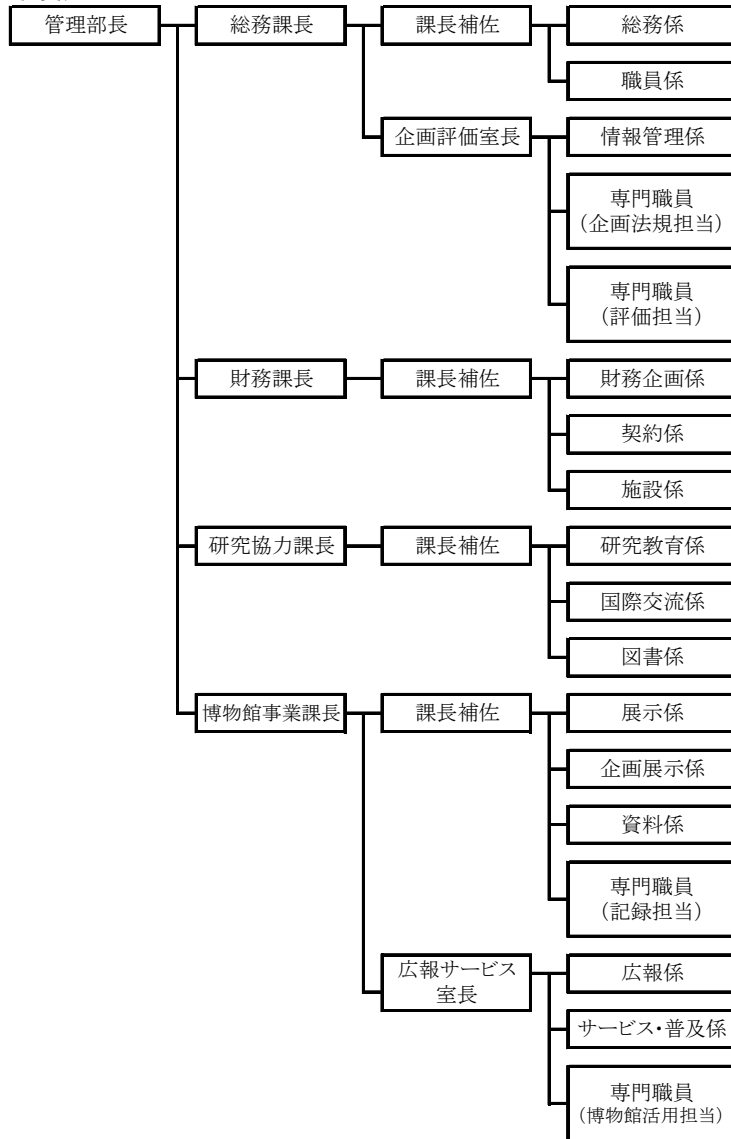 管理部長
総務課長
課長補佐
総務係
職員係
企画評価室長
情報管理係
専門職員
(企画法規担当)
専門職員
(評価担当)
財務課長
課長補佐
財務企画係
契約係
施設係
研究協力課長
課長補佐
研究教育係
国際交流係
図書係
博物館事業課長
課長補佐
展示係
企画展示係
資料係
専門職員
(記録担当)
広報サービス
室長
広報係
サービス・普及係
専門職員
(博物館活用担当)